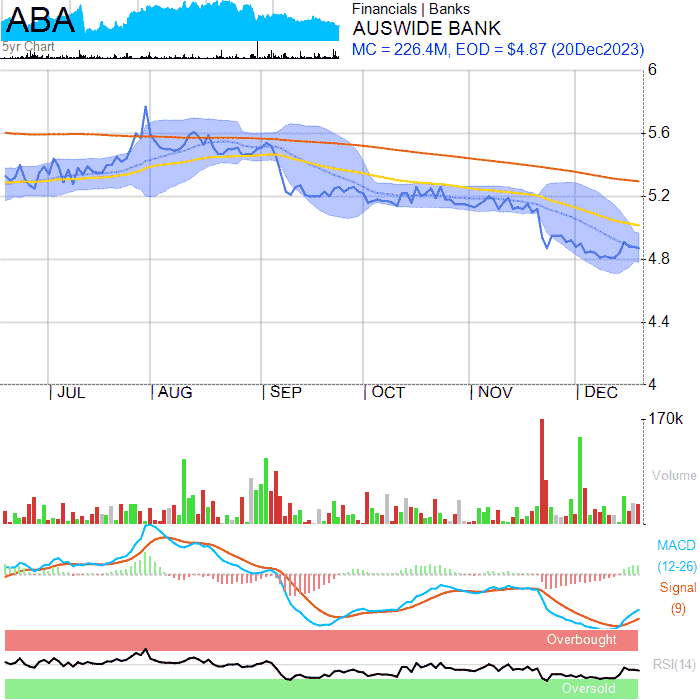 ABA
5yr Chart
Financials | Banks
AUSWIDE BANK
MC = 226.4M, EOD = $4.87 (20Dec2023)
6
5.6
5.2
4.8
4.4
4
JUL AUG SEP OCT NOV DEC
170k
Volume
MACD
(12-26)
Signal
(9)
Overbought
RSI(14)
Oversold